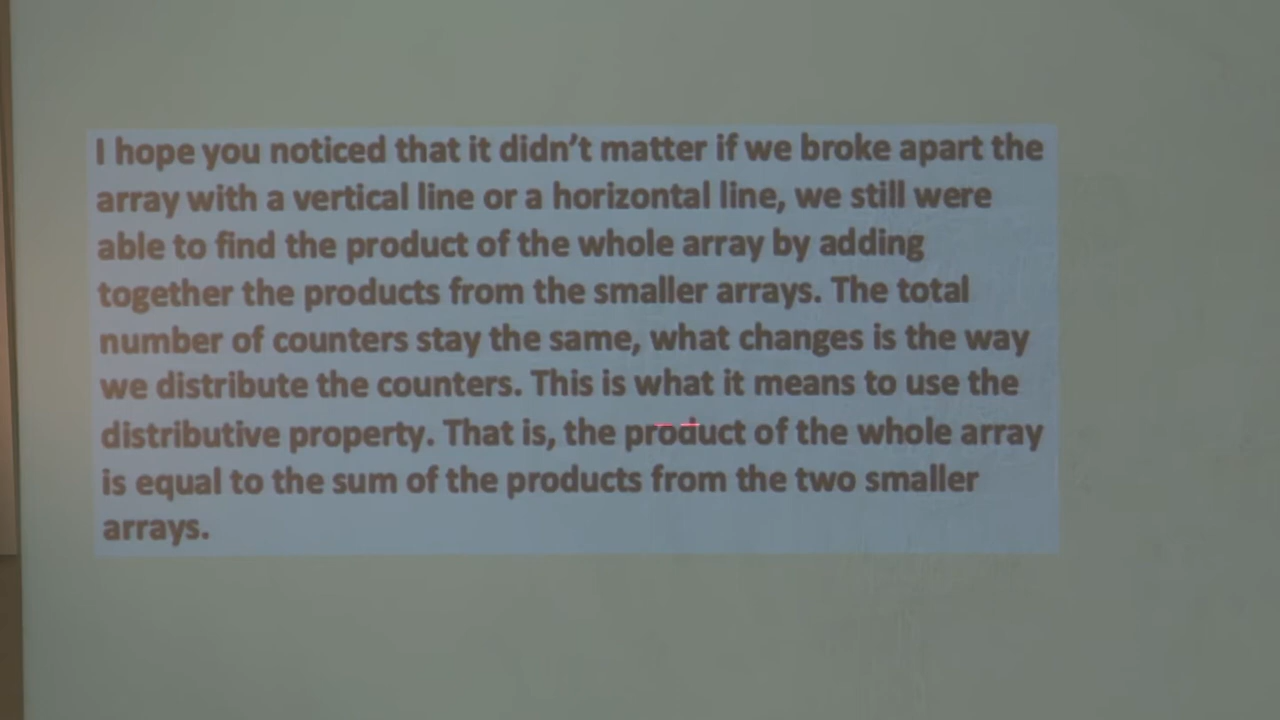 I hope you noticed that it didn't matter if we broke apart the
array with a vertical line or a horizontal line, we still were
able to find the product of the whole array by adding
together the products from the smaller arrays. The total
number of counters stay the same, what changes is the way
we distribute the counters. This is what it means to use the
distributive property. That is, the product of the whole array
is equal to the sum of the products from the two smaller
arrays.